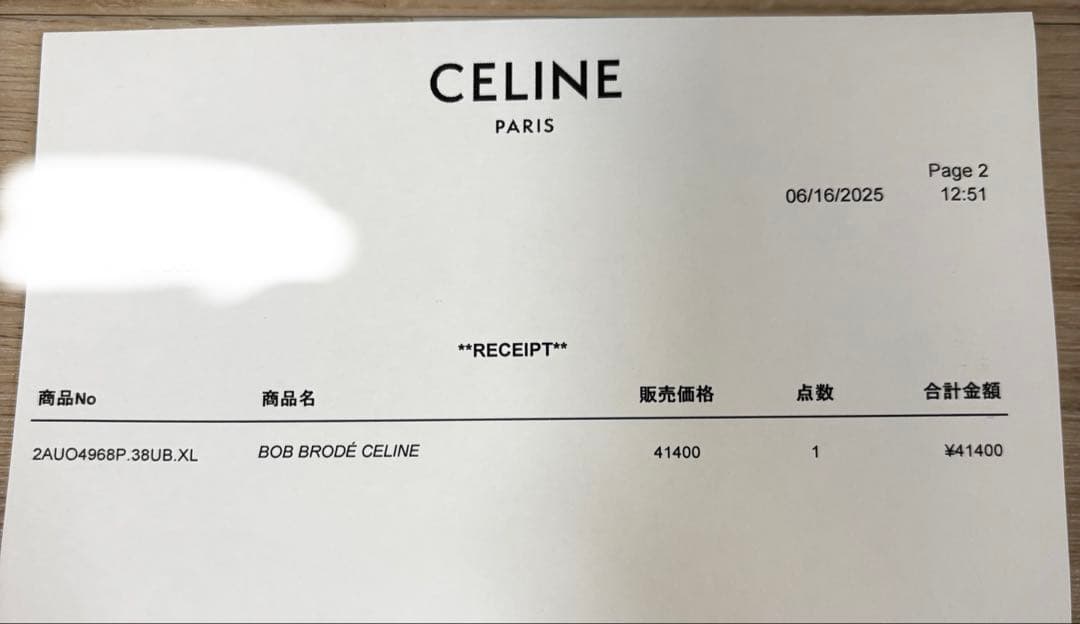 CELINE
PARIS
Page 2
06/16/2025 12:51
**RECEIPT**
商品No 商品名 販売価格 点数 合計金額
2AUO4968P.38UB.XL BOB BRODÉ CELINE 41400 1 ¥41400